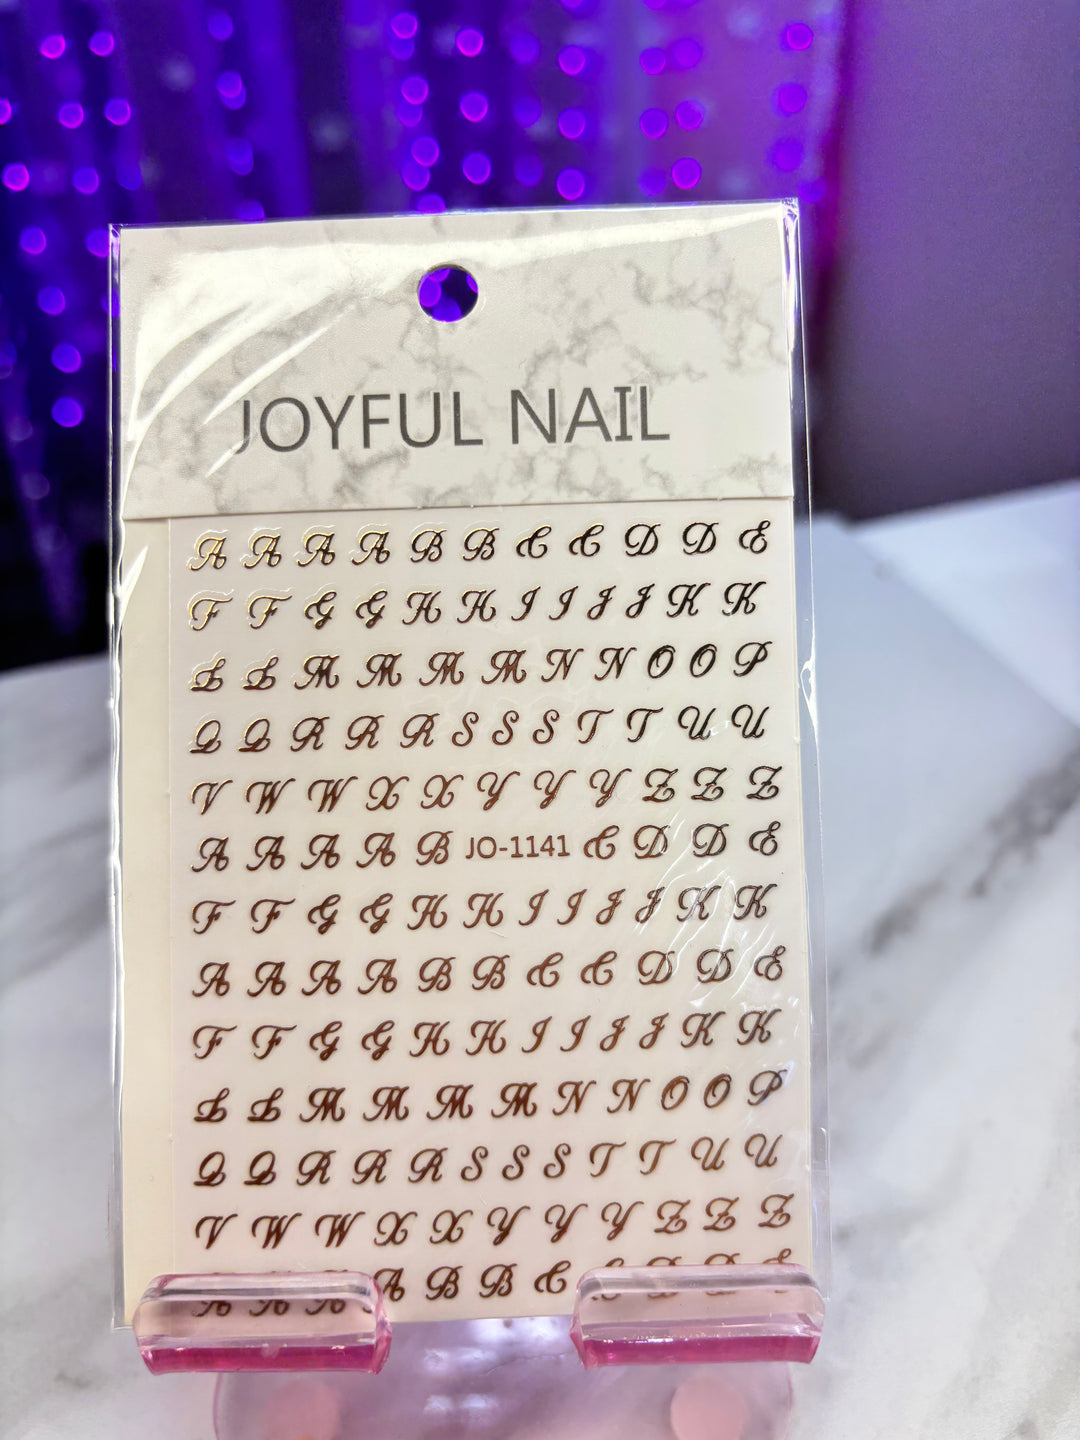 JOYFUL NAIL
A A A A B B C C D D E
F F G G H H I I J J K K
L L M M M M N N O O P
Q Q R R R S S S T T U U
V W W X X Y Y Y Z Z Z
A A A A B JO-1141 C D D E
F F G G H H I I J J K K
A A A A B B C C D D E
F F G G H H I I J J K K
L L M M M M N N O O P
Q Q R R R S S S T T U U
V W W X X Y Y Y Z Z Z
A A A A B B C C D D E